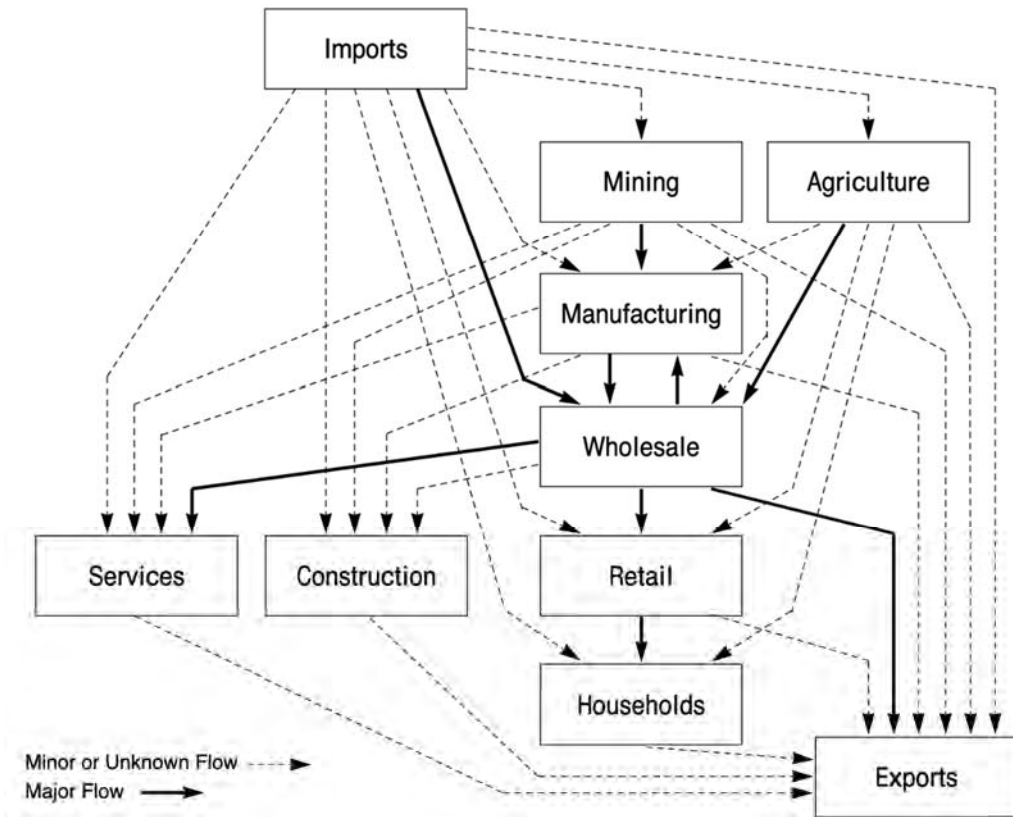 Imports
Mining
Agriculture
Manufacturing
Wholesale
Services
Construction
Retail
Households
Minor or Unknown Flow
Major Flow
Exports